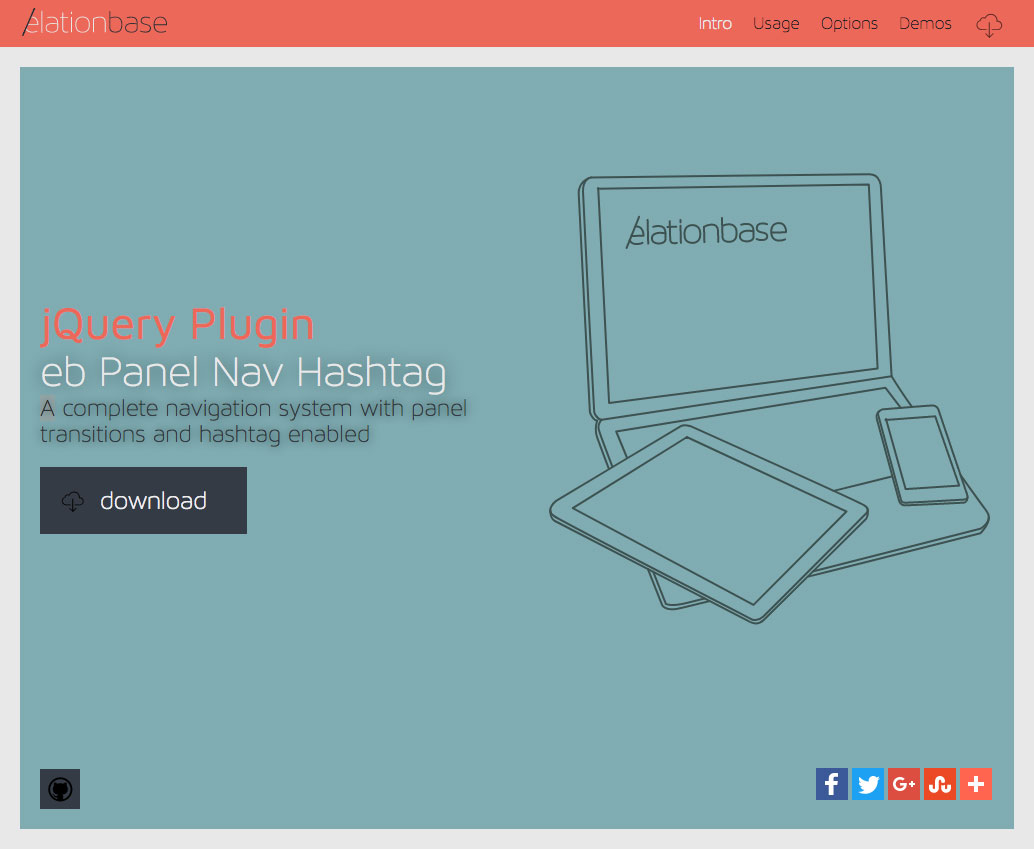 elationbase
Intro Usage Options Demos
elationbase
jQuery Plugin
eb Panel Nav Hashtag
A complete navigation system with panel
transitions and hashtag enabled
download
G+